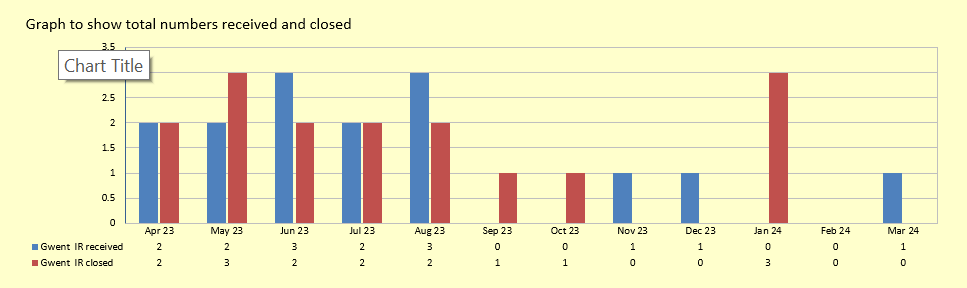 Graph to show total numbers received and closed
3.5
Chart Title
2.5
2
1.5
1
0.5
0
Apr 23 May 23 Jun 23 Jul 23 Aug 23 Sep 23 Oct 23 Nov 23 Dec 23 Jan 24 Feb 24 Mar 24
Gwent IR received 2 2 3 2 3 0 0 1 1 0 0 1
Gwent IR closed 2 3 2 2 2 1 1 0 0 3 0 0